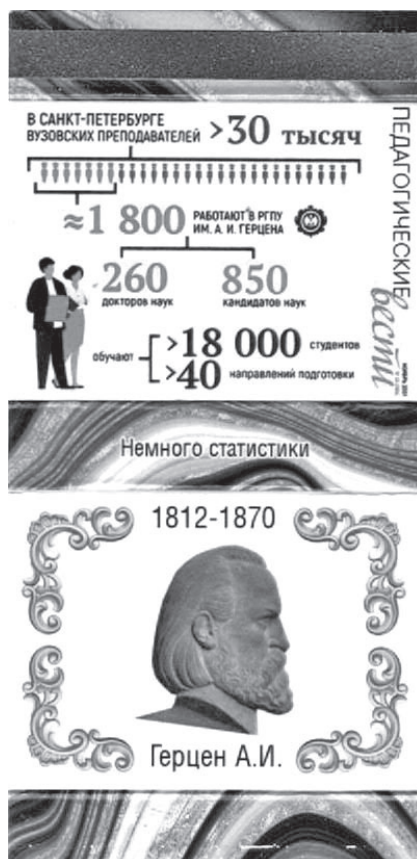 В САНКТ-ПЕТЕРБУРГЕ
ВУЗОВСКИХ ПРЕПОДАВАТЕЛЕЙ >30 тысяч
≈1 800 РАБОТАЮТ В РГПУ
ИМ. А. И. ГЕРЦЕНА
260 850
докторов наук кандидатов наук
обучают >18 000 студентов
>40 направлений подготовки
ПЕДАГОГИЧЕСКИЕ
вести
Немного статистики
1812-1870
Герцен А.И.